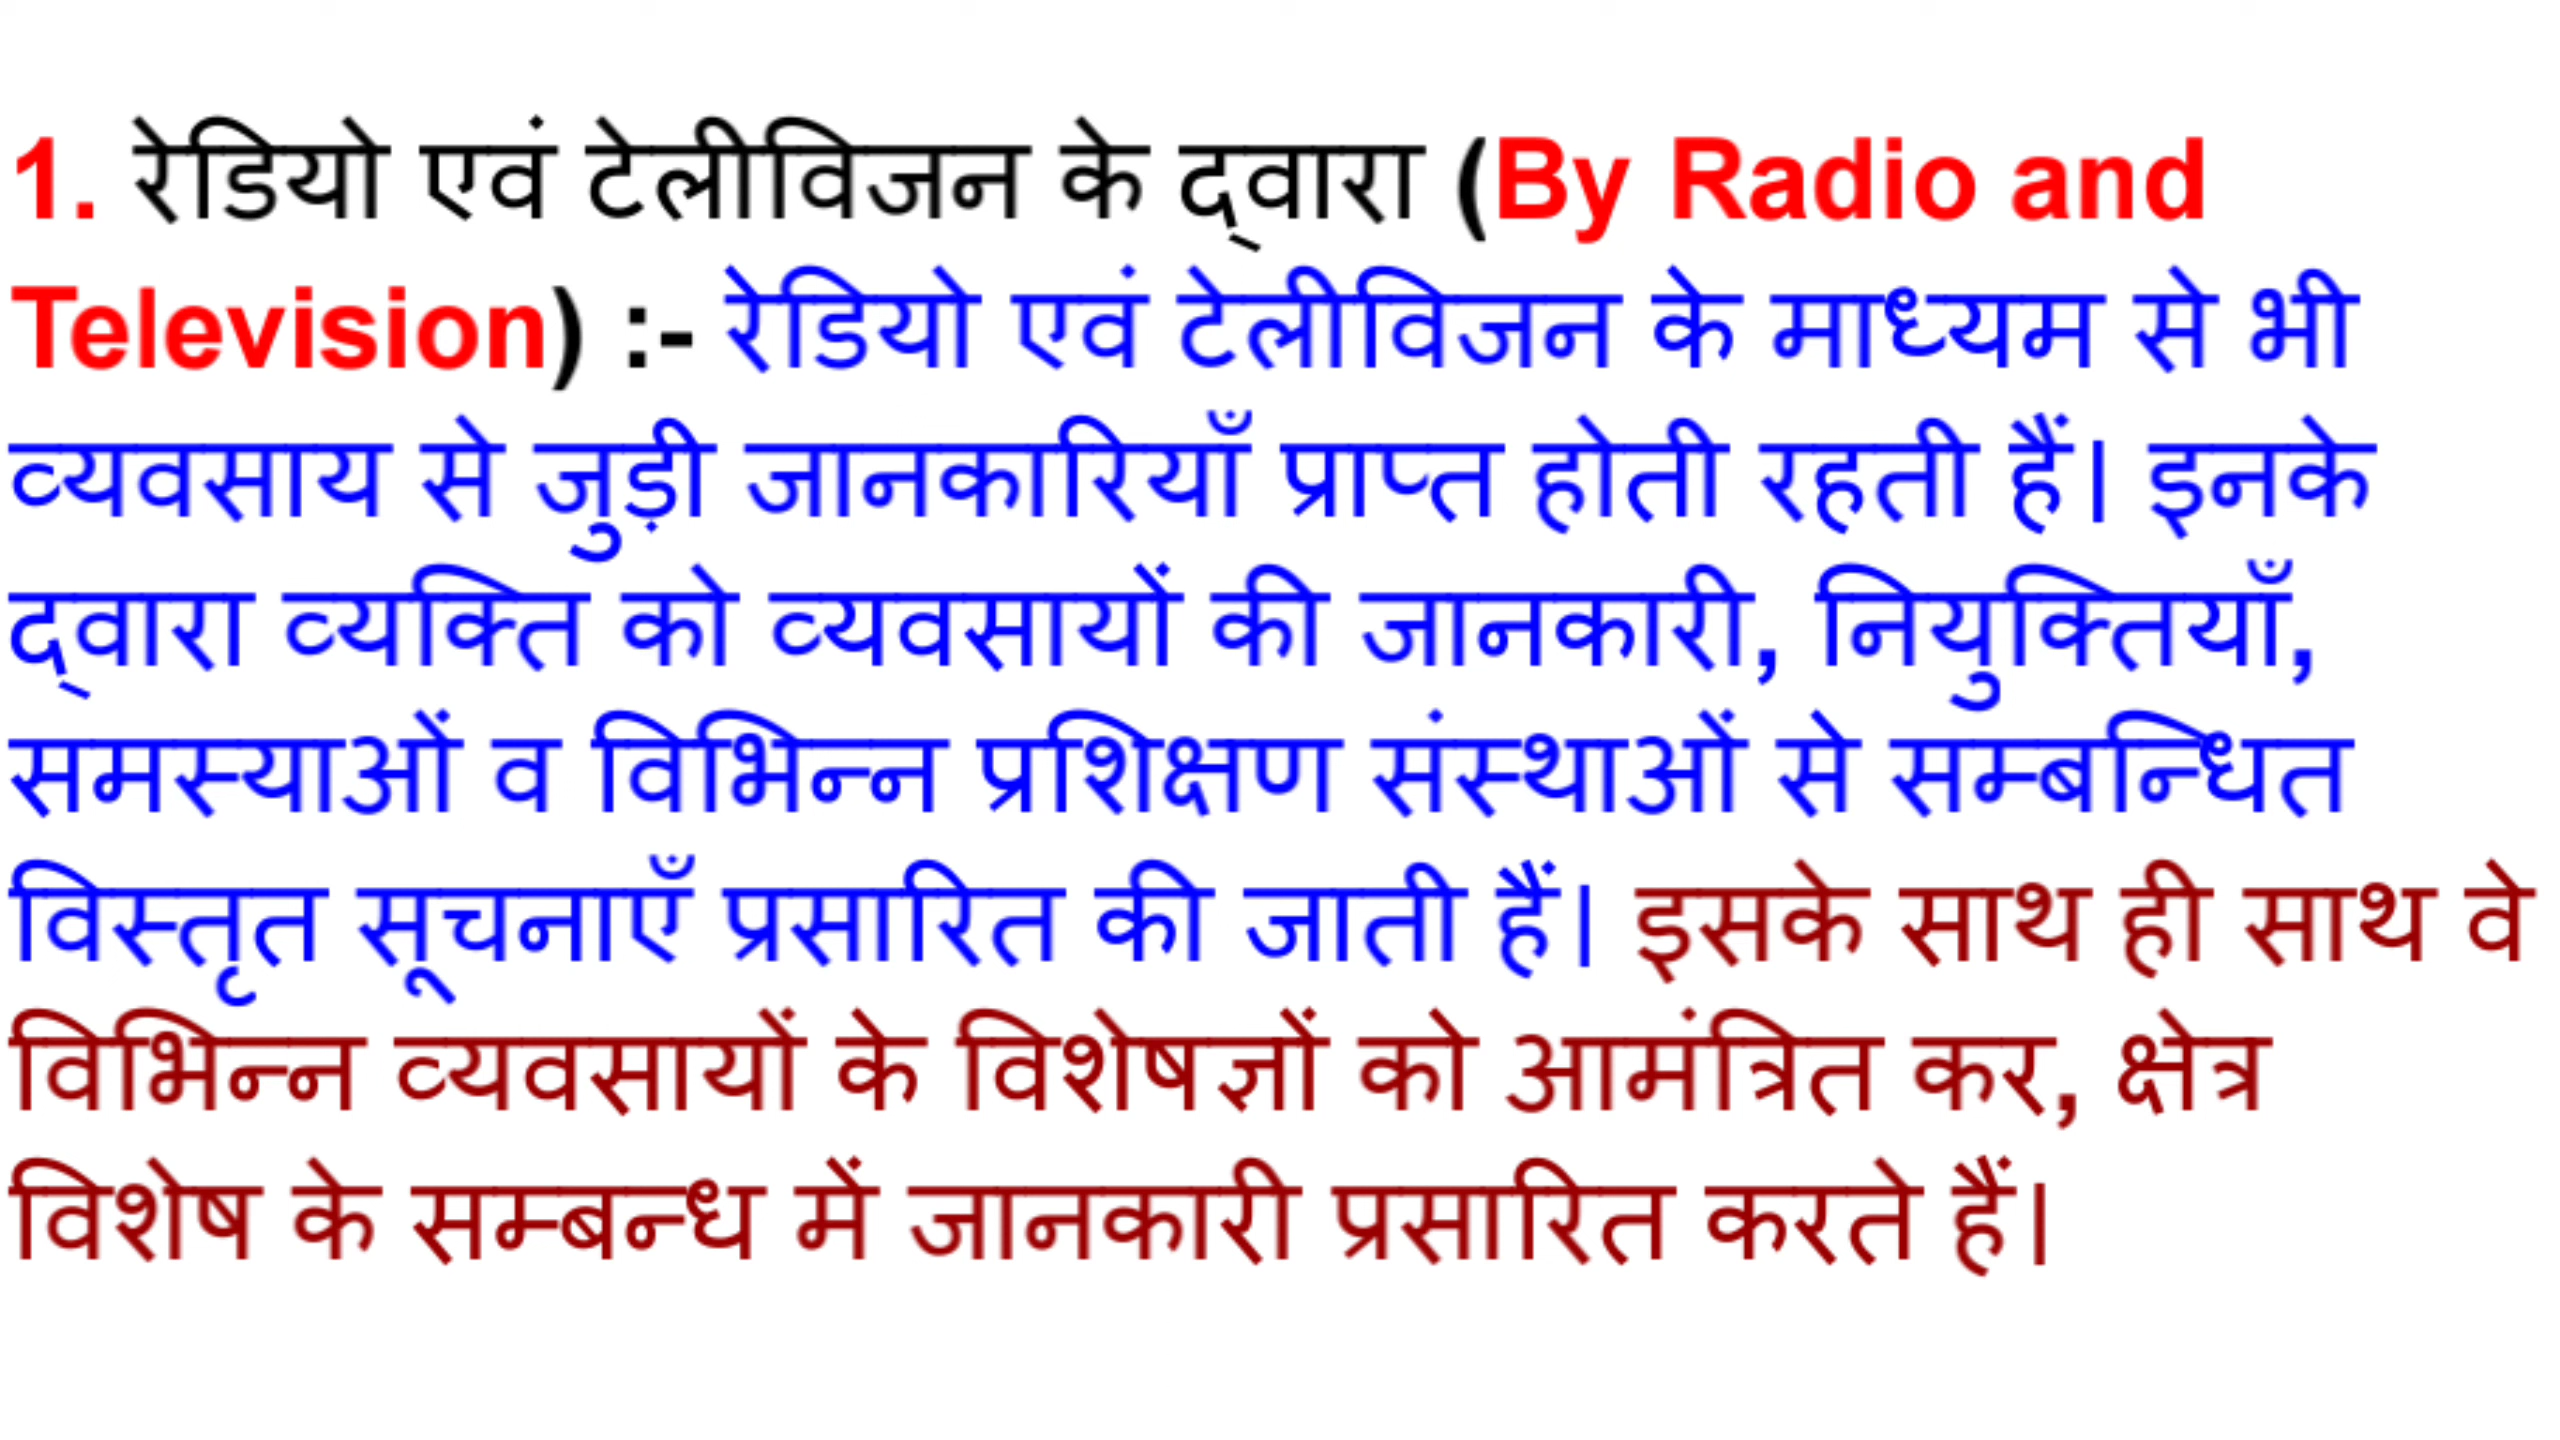 1. रेडियो एवं टेलीविजन के द्वारा (By Radio and
Television) :- रेडियो एवं टेलीविजन के माध्यम से भी
व्यवसाय से जुड़ी जानकारियाँ प्राप्त होती रहती हैं। इनके
द्वारा व्यक्ति को व्यवसायों की जानकारी, नियुक्तियाँ,
समस्याओं व विभिन्न प्रशिक्षण संस्थाओं से सम्बन्धित
विस्तृत सूचनाएँ प्रसारित की जाती हैं। इसके साथ ही साथ वे
विभिन्न व्यवसायों के विशेषज्ञों को आमंत्रित कर, क्षेत्र
विशेष के सम्बन्ध में जानकारी प्रसारित करते हैं।